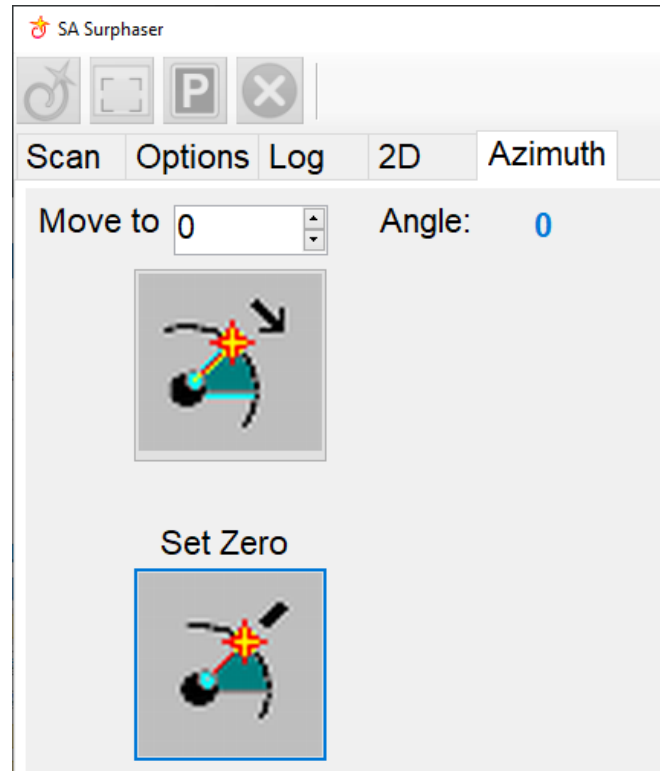 SA Surphaser
P
Scan Options Log 2D Azimuth
Move to 0 Angle: 0
Set Zero